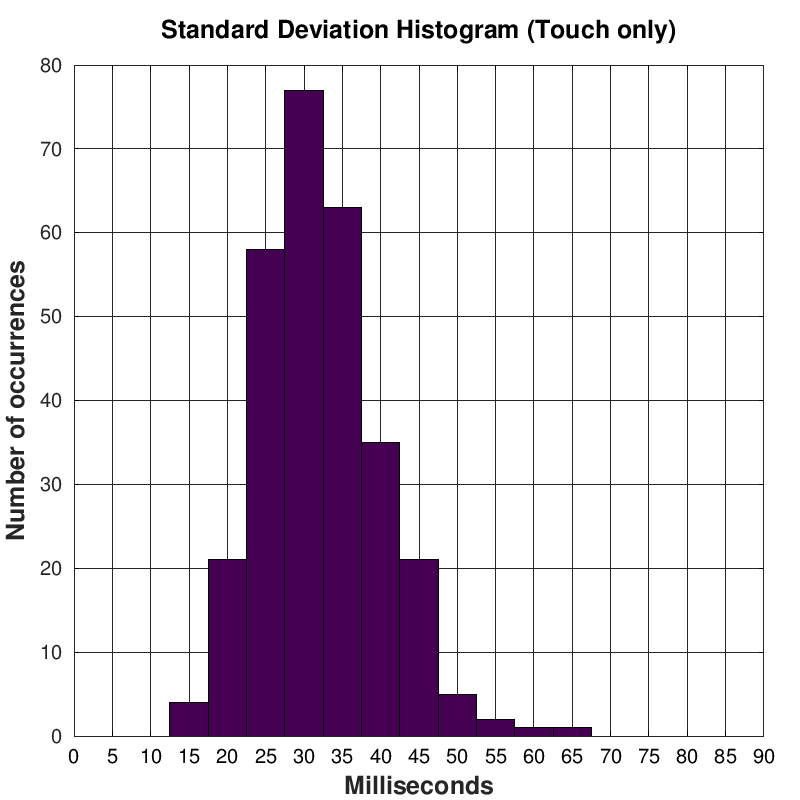 Standard Deviation Histogram (Touch only)
80
70
60
50
40
30
20
10
0
Number of occurrences
0 5 10 15 20 25 30 35 40 45 50 55 60 65 70 75 80 85 90
Milliseconds